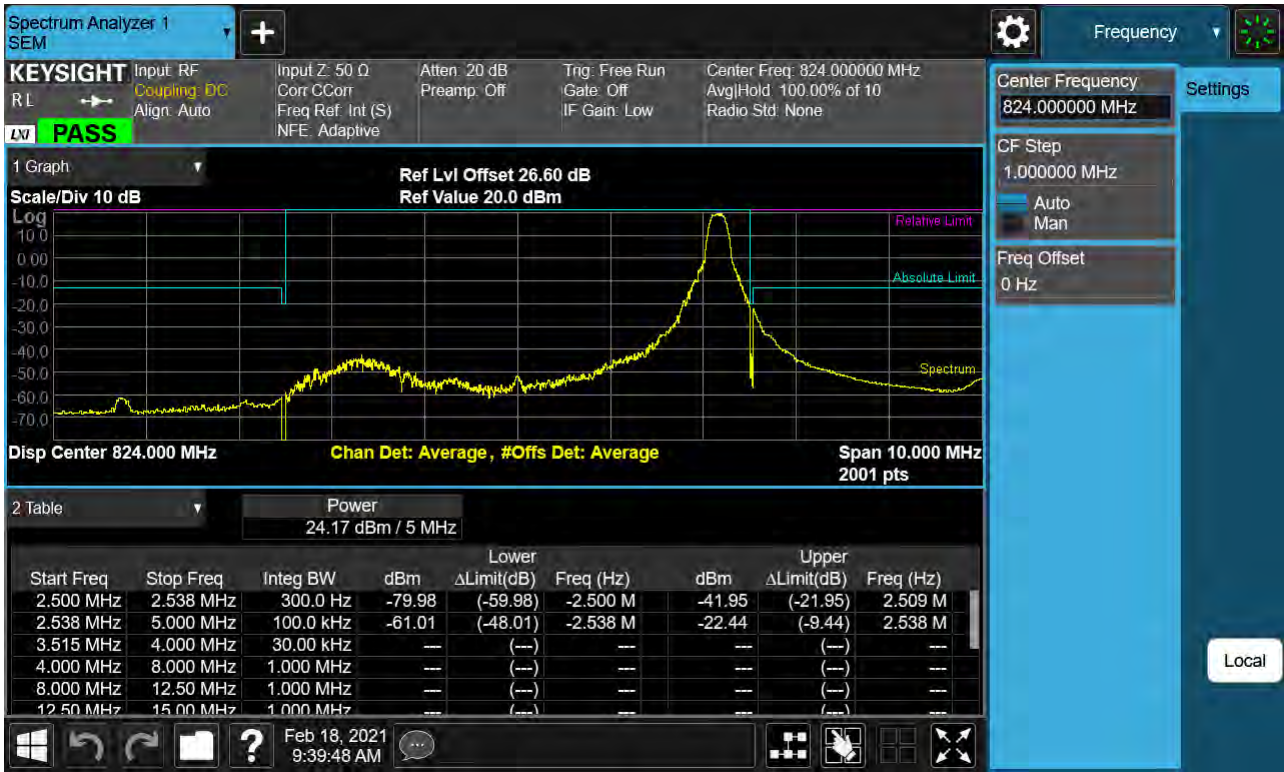 Spectrum Analyzer 1
SEM
Frequency
KEYSIGHT
R L
LXI PASS
Input: RF
Coupling: DC
Align: Auto
Input Z: 50 Ω
Corr CCorr
Freq Ref: Int (S)
NFE: Adaptive
Atten: 20 dB
Preamp: Off
Trig: Free Run
Gate: Off
IF Gain: Low
Center Freq: 824.000000 MHz
Avg|Hold: 100.00% of 10
Radio Std: None
Center Frequency
824.000000 MHz
Settings
CF Step
1.000000 MHz
Auto
Man
Freq Offset
0 Hz
Local
1 Graph
Ref Lvl Offset 26.60 dB
Scale/Div 10 dB Ref Value 20.0 dBm
Log
10.0
0.00
-10.0
-20.0
-30.0
-40.0
-50.0
-60.0
-70.0
Relative Limit
Absolute Limit
Spectrum
Disp Center 824.000 MHz Chan Det: Average, #Offs Det: Average Span 10.000 MHz
2001 pts
2 Table
Power
24.17 dBm / 5 MHz
Lower Upper
Start Freq Stop Freq Integ BW dBm ΔLimit(dB) Freq (Hz) dBm ΔLimit(dB) Freq (Hz)
2.500 MHz 2.538 MHz 300.0 Hz -79.98 (-59.98) -2.500 M -41.95 (-21.95) 2.509 M
2.538 MHz 5.000 MHz 100.0 kHz -61.01 (-48.01) -2.538 M -22.44 (-9.44) 2.538 M
3.515 MHz 4.000 MHz 30.00 kHz --- (---) --- --- (---) ---
4.000 MHz 8.000 MHz 1.000 MHz --- (---) --- --- (---) ---
8.000 MHz 12.50 MHz 1.000 MHz --- (---) --- --- (---) ---
12.50 MHz 15.00 MHz 1.000 MHz --- (---) --- --- (---) ---
Feb 18, 2021
9:39:48 AM